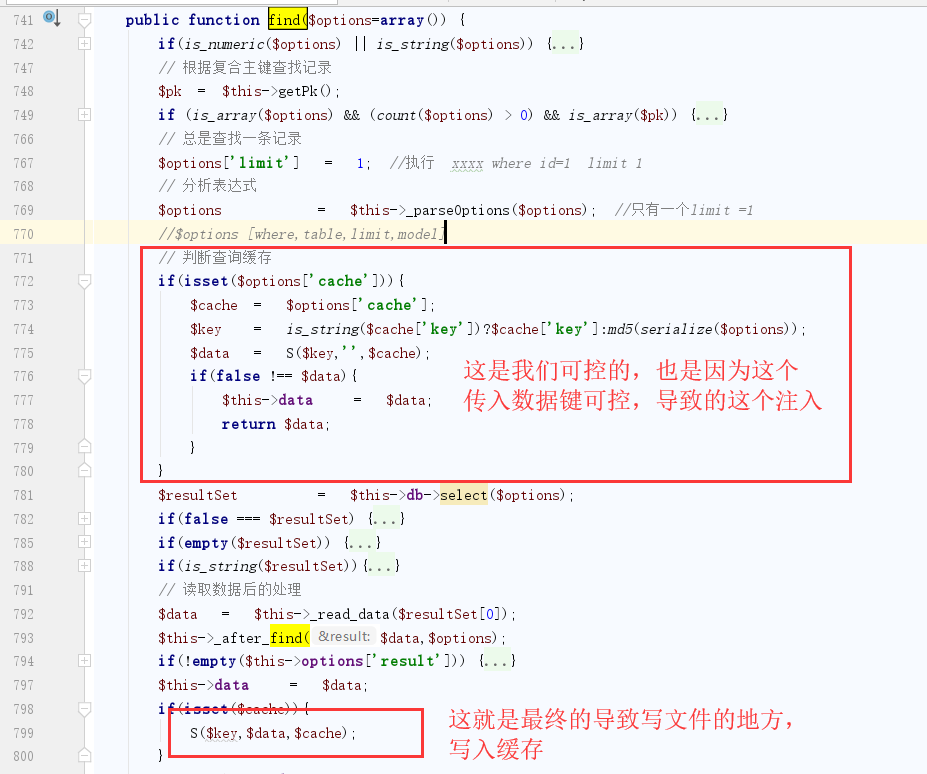 741 public function find($options=array()) {
742 if(is_numeric($options) || is_string($options)) {...}
747 // 根据复合主键查找记录
748 $pk = $this->getPk();
749 if (is_array($options) && (count($options) > 0) && is_array($pk)) {...}
766 // 总是查找一条记录
767 $options['limit'] = 1; //执行 xxxx where id=1 limit 1
768 // 分析表达式
769 $options = $this->_parseOptions($options); //只有一个limit =1
770 //$options [where,table,limit,model]
771 // 判断查询缓存
772 if(isset($options['cache'])){
773 $cache = $options['cache'];
774 $key = is_string($cache['key'])?$cache['key']:md5(serialize($options));
775 $data = S($key,'',$cache);
776 if(false !== $data){
777 $this->data = $data;
778 return $data;
779 }
780 }
这是我们可控的，也是因为这个
传入数据键可控，导致的这个注入
781 $resultSet = $this->db->select($options);
782 if(false === $resultSet) {...}
785 if(empty($resultSet)) {...}
788 if(is_string($resultSet)){...}
791 // 读取数据后的处理
792 $data = $this->_read_data($resultSet[0]);
793 $this->_after_find( &result: $data,$options);
794 if(!empty($this->options['result'])) {...}
797 $this->data = $data;
798 if(isset($cache)){
799 S($key,$data,$cache);
800 }
这就是最终的导致写文件的地方，
写入缓存